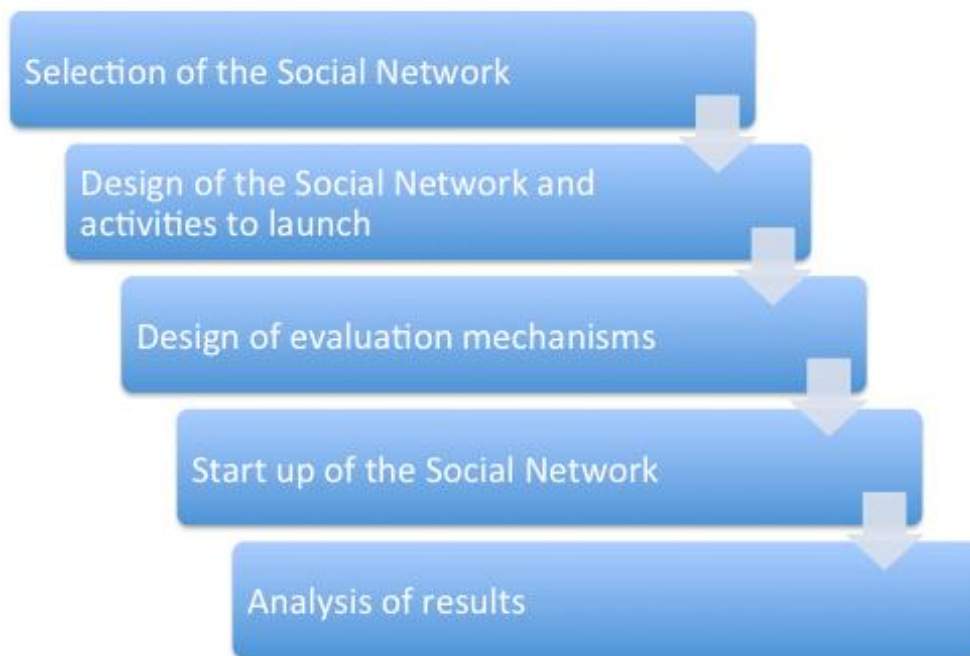 Selection of the Social Network
Design of the Social Network and
activities to launch
Design of evaluation mechanisms
Start up of the Social Network
Analysis of results